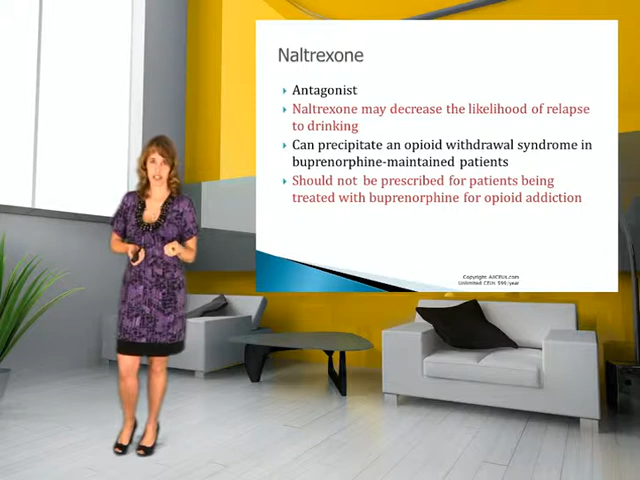 Naltrexone
Antagonist
Naltrexone may decrease the likelihood of relapse
to drinking
Can precipitate an opioid withdrawal syndrome in
buprenorphine-maintained patients
Should not be prescribed for patients being
treated with buprenorphine for opioid addiction
Copyright AllCEUs.com
Unlimited CEUs $99/year